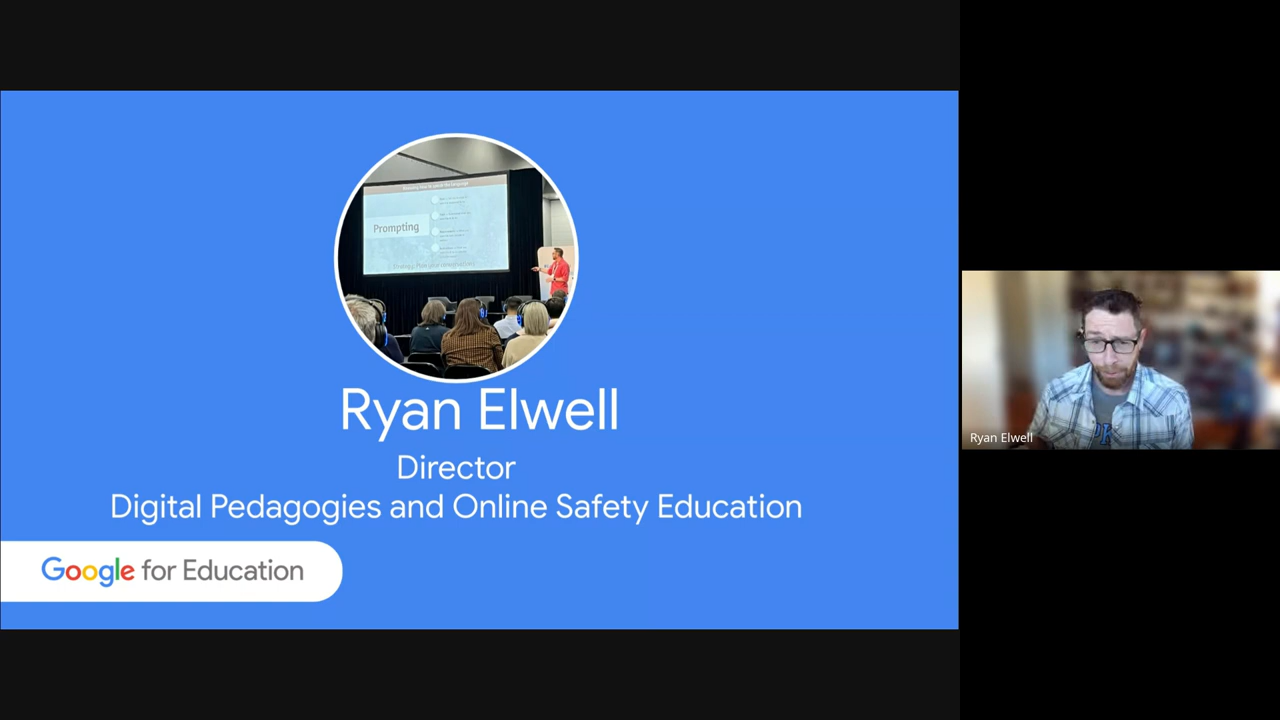 Prompting
Ryan Elwell
Director
Digital Pedagogies and Online Safety Education
Google for Education
Ryan Elwell